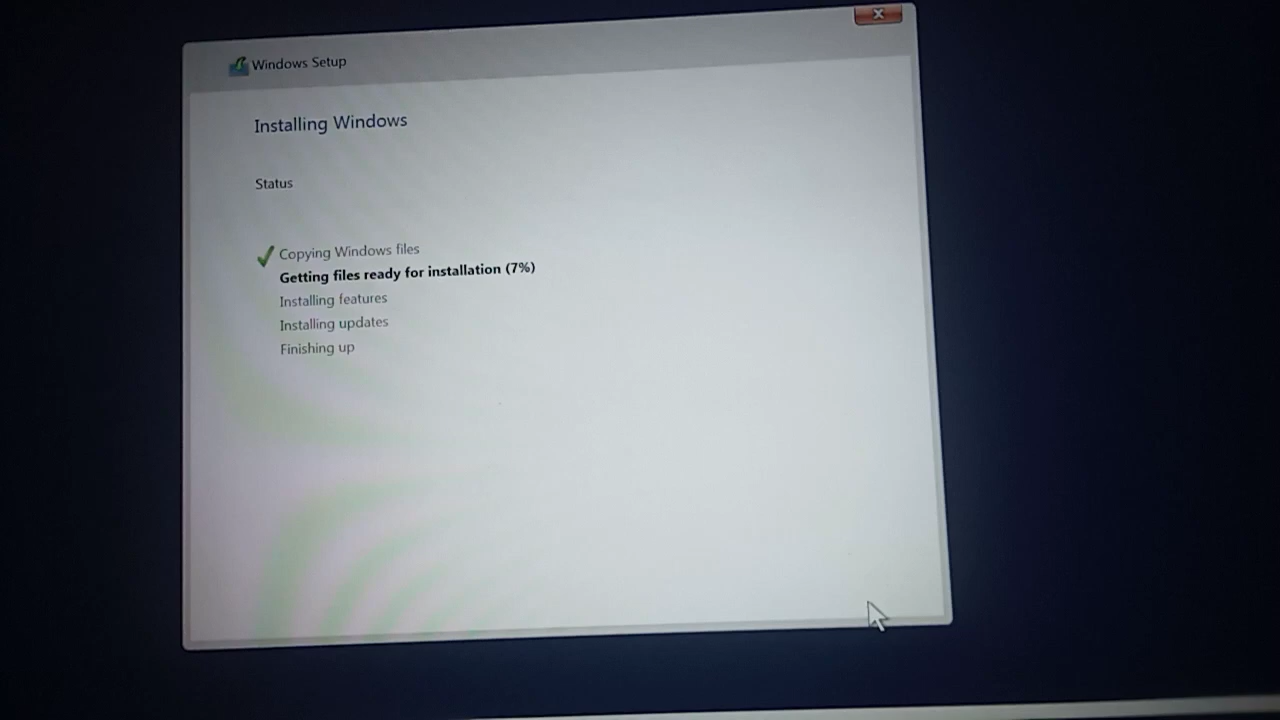 Windows Setup
Installing Windows
Status
Copying Windows files
Getting files ready for installation (7%)
Installing features
Installing updates
Finishing up